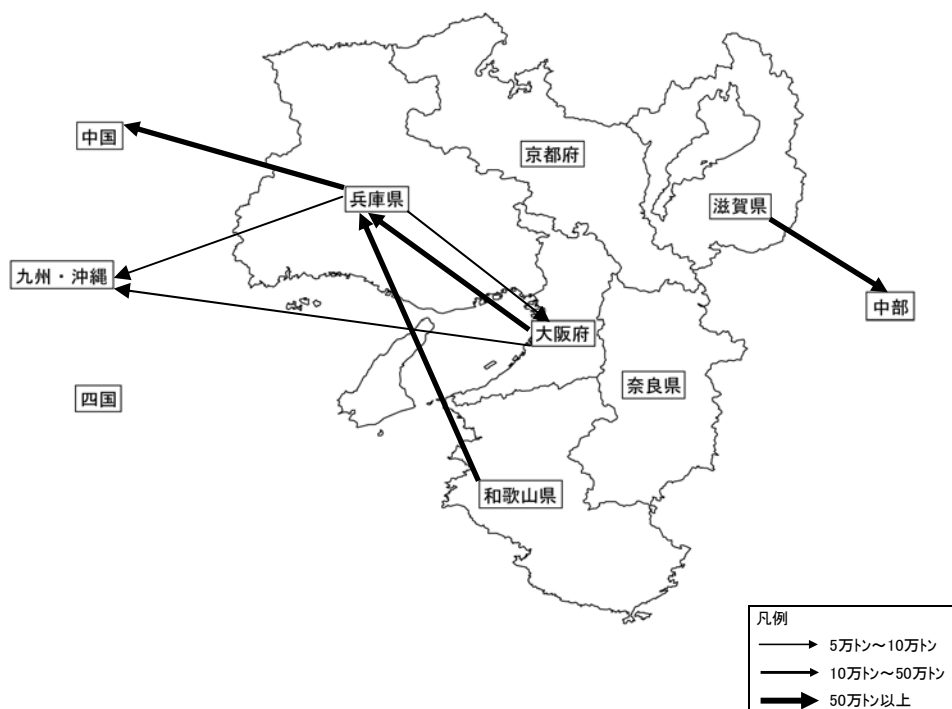 中国
京都府
兵庫県
滋賀県
九州・沖縄
中部
大阪府
奈良県
四国
和歌山県
凡例
5万トン～10万トン
10万トン～50万トン
50万トン以上